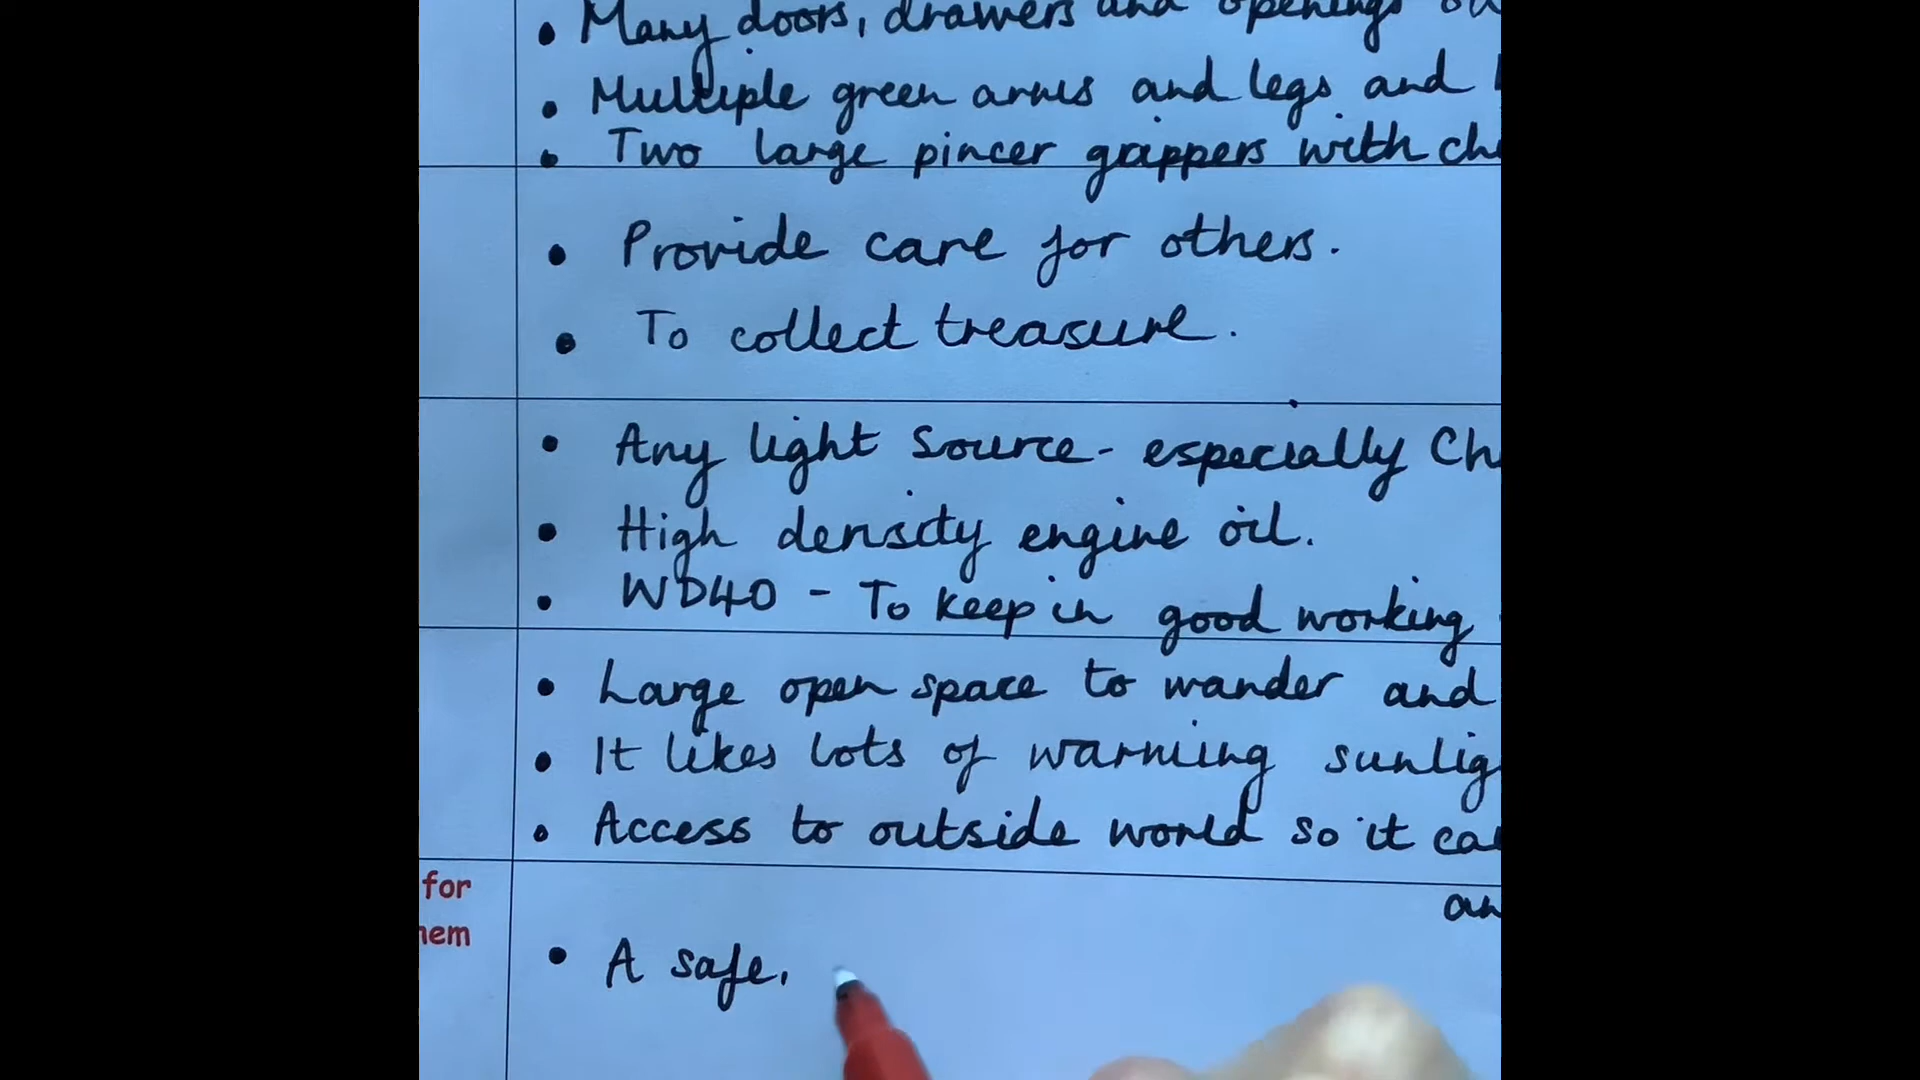 • Many doors, drawers and openings
• Multiple green arms and legs and
• Two large pincer grippers with
• Provide care for others.
• To collect treasure.
• Any light source - especially
• High density engine oil.
• WD40 - To keep in good working
• Large open space to wander and
• It likes lots of warming
• Access to outside world so it
for
• A safe,